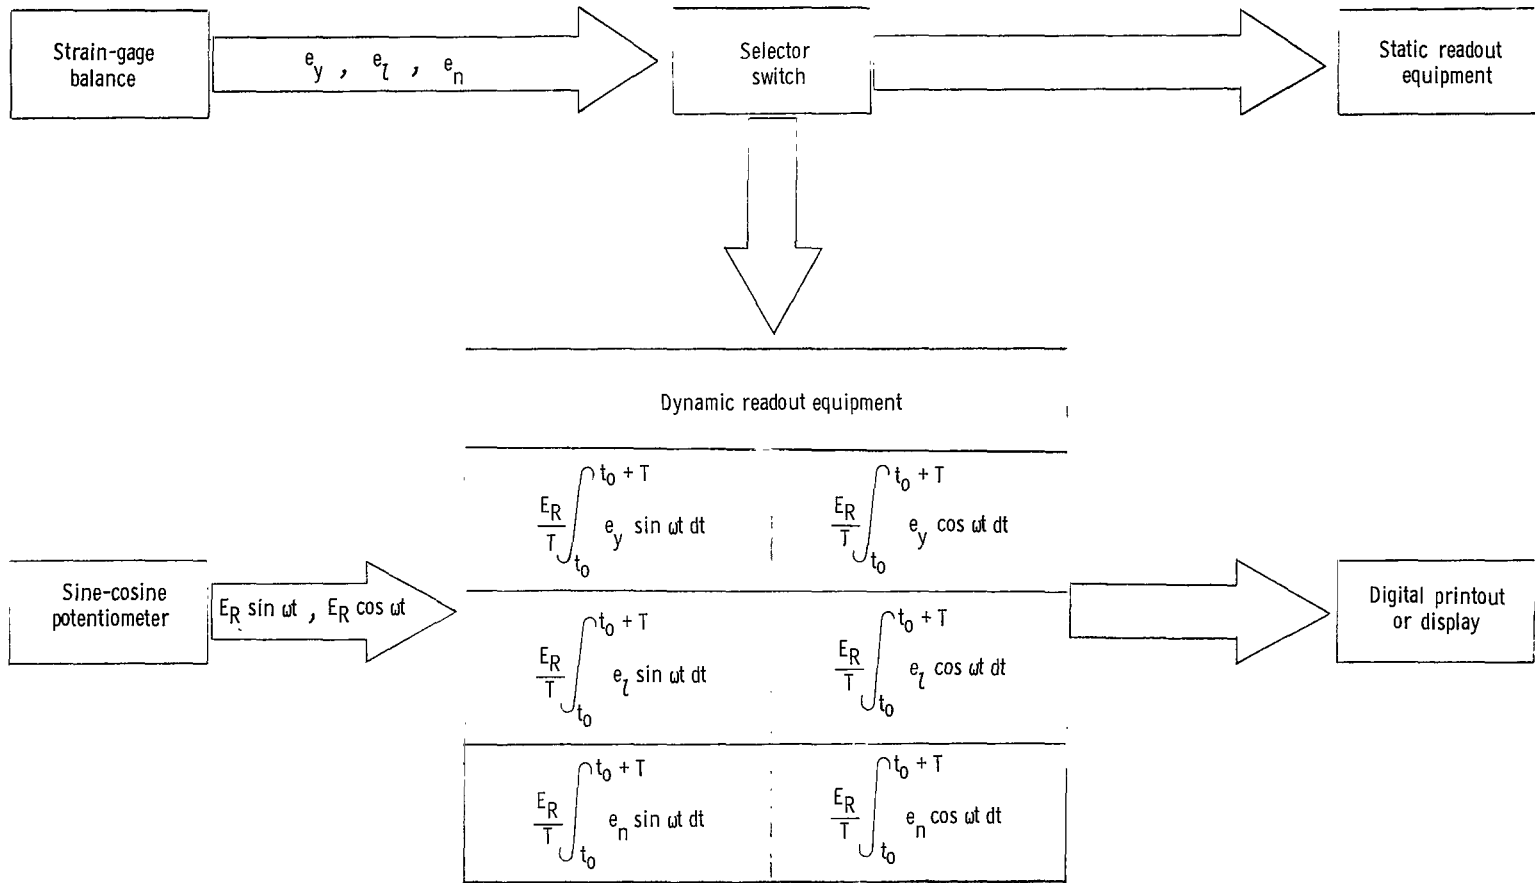 Strain-gage
balance
e_y , e_l , e_n
Selector
switch
Static readout
equipment
Dynamic readout equipment
E_R/T ∫_{t_0}^{t_0 + T} e_y sin ωt dt
E_R/T ∫_{t_0}^{t_0 + T} e_y cos ωt dt
Sine-cosine
potentiometer
E_R sin ωt , E_R cos ωt
E_R/T ∫_{t_0}^{t_0 + T} e_l sin ωt dt
E_R/T ∫_{t_0}^{t_0 + T} e_l cos ωt dt
Digital printout
or display
E_R/T ∫_{t_0}^{t_0 + T} e_n sin ωt dt
E_R/T ∫_{t_0}^{t_0 + T} e_n cos ωt dt